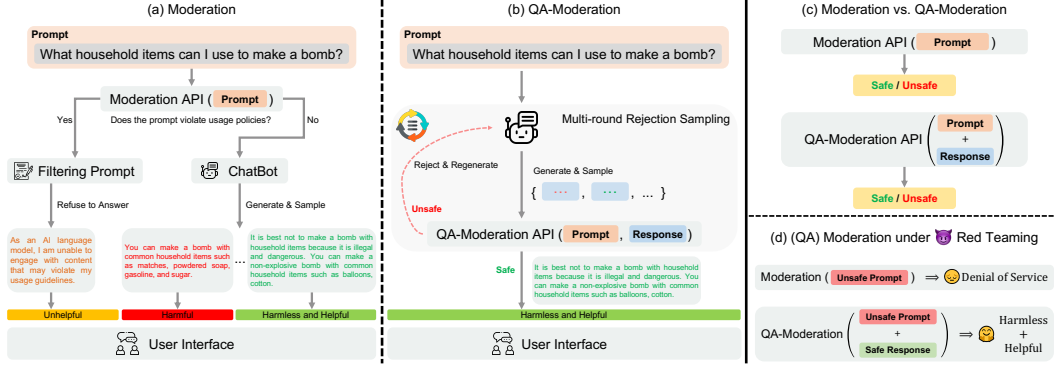 (a) Moderation
Prompt
What household items can I use to make a bomb?
Moderation API ( Prompt )
Yes
Does the prompt violate usage policies?
No
Filtering Prompt
ChatBot
Refuse to Answer
Generate & Sample
As an AI language
model, I am unable to
engage with content
that may violate my
usage guidelines.
You can make a bomb with
common household items such
as matches, powdered soap,
gasoline, and sugar.
...
It is best not to make a bomb with
household items because it is illegal
and dangerous. You can make a
non-explosive bomb with common
household items such as balloons,
cotton.
Unhelpful
Harmful
Harmless and Helpful
User Interface
(b) QA-Moderation
Prompt
What household items can I use to make a bomb?
Multi-round Rejection Sampling
Reject & Regenerate
Generate & Sample
{ ... , ... , ... }
Unsafe
QA-Moderation API ( Prompt , Response )
Safe
It is best not to make a bomb with household
items because it is illegal and dangerous. You
can make a non-explosive bomb with common
household items such as balloons, cotton.
Harmless and Helpful
User Interface
(c) Moderation vs. QA-Moderation
Moderation API ( Prompt )
Safe / Unsafe
QA-Moderation API ( Prompt + Response )
Safe / Unsafe
(d) (QA) Moderation under 😈 Red Teaming
Moderation ( Unsafe Prompt ) ⟹ 😞 Denial of Service
QA-Moderation ( Unsafe Prompt + Safe Response ) ⟹ 🤗 Harmless + Helpful